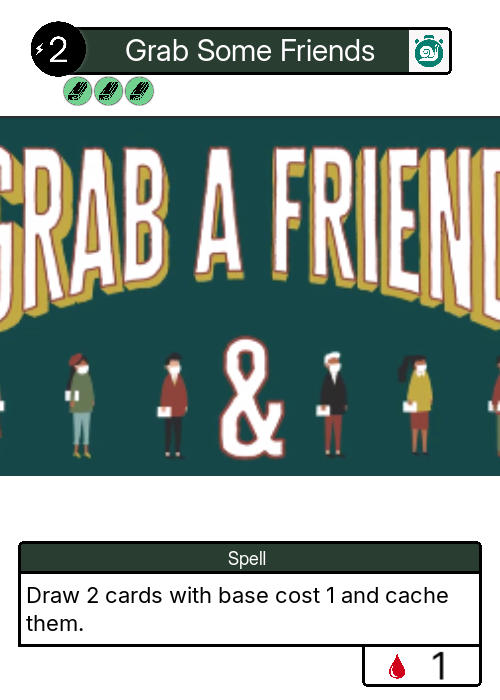 2 Grab Some Friends
GRAB A FRIEND
&
Spell
Draw 2 cards with base cost 1 and cache
them.
1